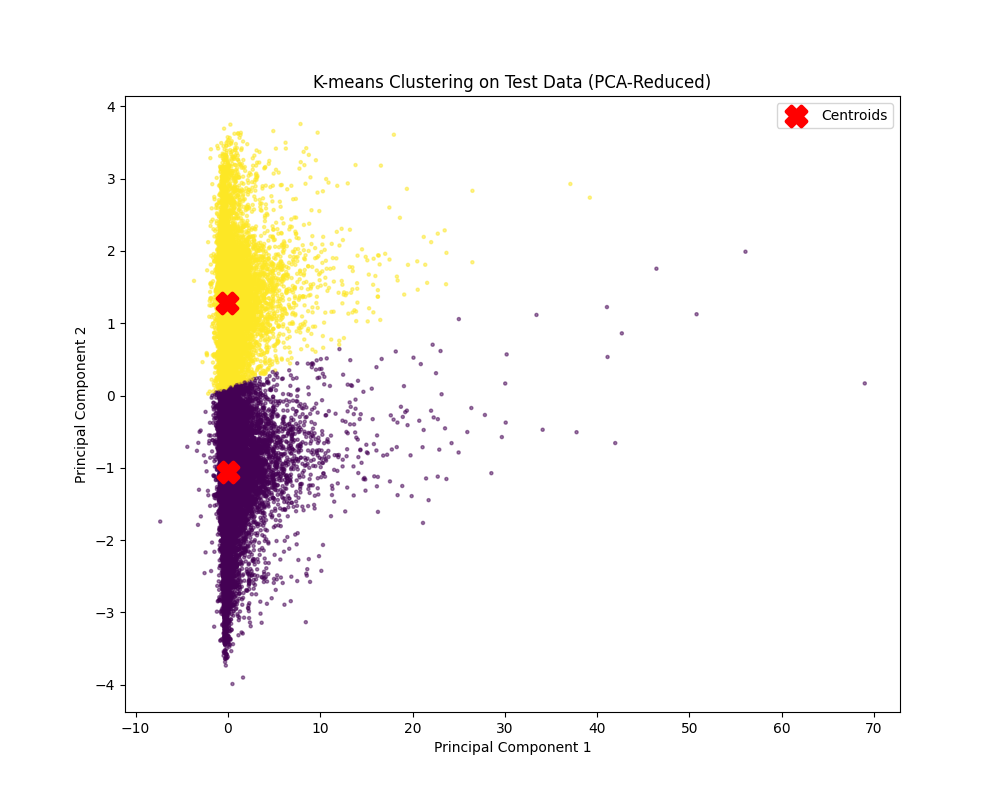 K-means Clustering on Test Data (PCA-Reduced)
Centroids
4
3
2
1
0
−1
−2
−3
−4
Principal Component 2
−10 0 10 20 30 40 50 60 70
Principal Component 1